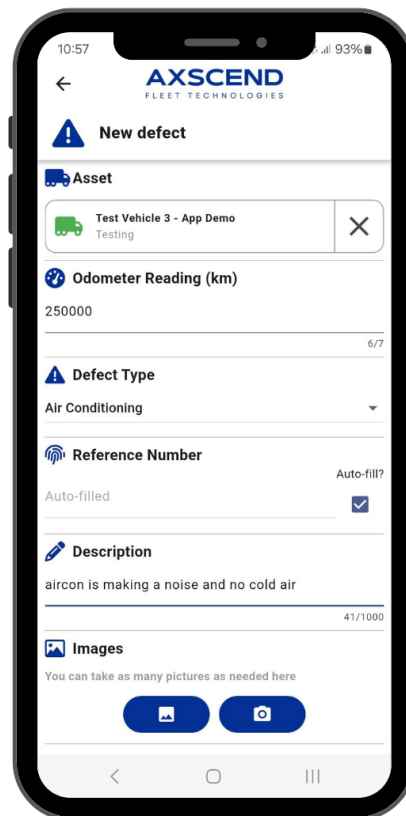 10:57
93%
AXSCEND
FLEET TECHNOLOGIES
New defect
Asset
Test Vehicle 3 - App Demo
Testing
Odometer Reading (km)
250000
6/7
Defect Type
Air Conditioning
Reference Number
Auto-fill?
Auto-filled
Description
aircon is making a noise and no cold air
41/1000
Images
You can take as many pictures as needed here